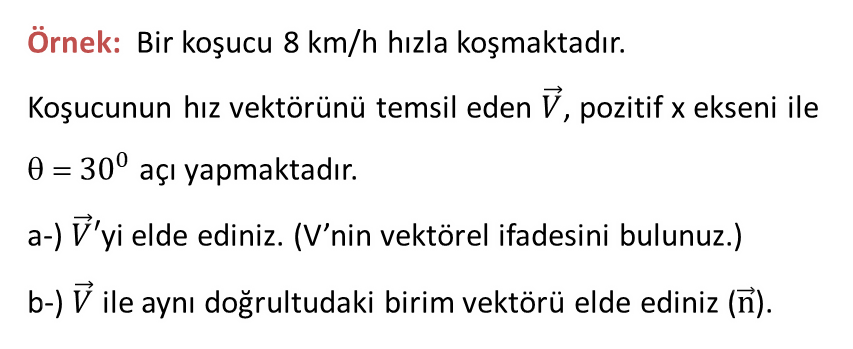 Örnek: Bir koşucu 8 km/h hızla koşmaktadır.
Koşucunun hız vektörünü temsil eden V⃗, pozitif x ekseni ile
θ = 30⁰ açı yapmaktadır.
a-) V⃗′yi elde ediniz. (V’nin vektörel ifadesini bulunuz.)
b-) V⃗ ile aynı doğrultudaki birim vektörü elde ediniz (n⃗).